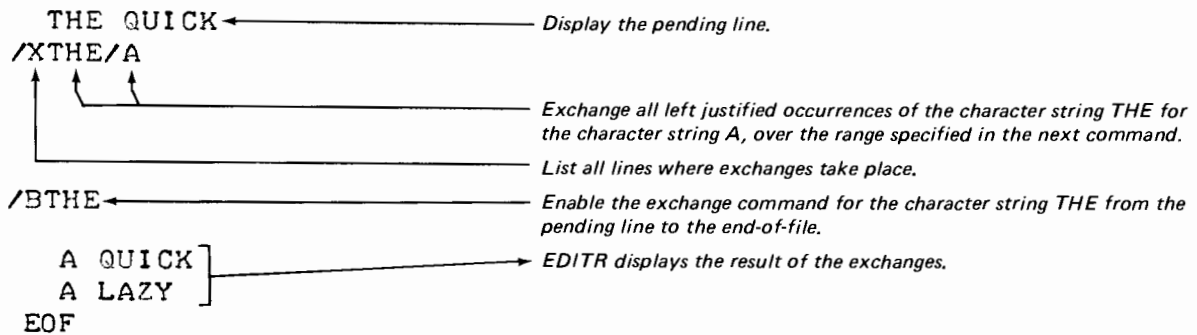 THE QUICK
Display the pending line.
/XTHE/A
Exchange all left justified occurrences of the character string THE for
the character string A, over the range specified in the next command.
List all lines where exchanges take place.
/BTHE
Enable the exchange command for the character string THE from the
pending line to the end-of-file.
A QUICK
EDITR displays the result of the exchanges.
A LAZY
EOF